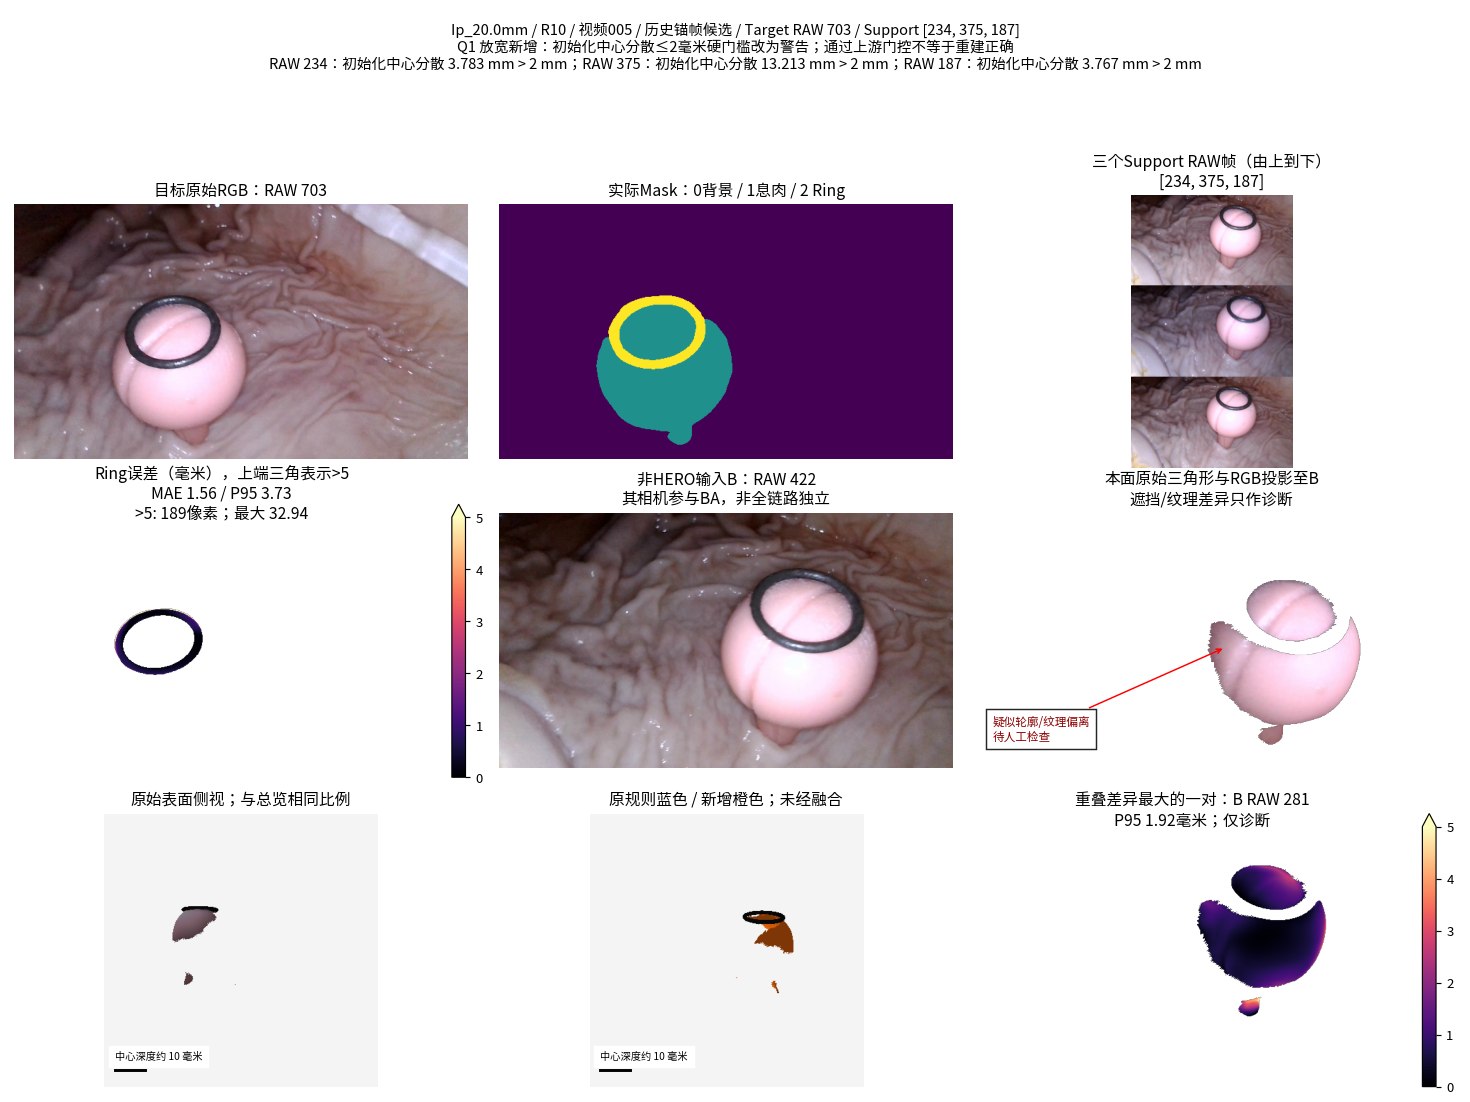 Ip_20.0mm / R10 / 视频005 / 历史锚帧候选 / Target RAW 703 / Support [234, 375, 187]
Q1 放宽新增：初始化中心分散≤2毫米硬门槛改为警告；通过上游门控不等于重建正确
RAW 234：初始化中心分散 3.783 mm > 2 mm；RAW 375：初始化中心分散 13.213 mm > 2 mm；RAW 187：初始化中心分散 3.767 mm > 2 mm
目标原始RGB：RAW 703
实际Mask：0背景 / 1息肉 / 2 Ring
三个Support RAW帧（由上到下）
[234, 375, 187]
Ring误差（毫米），上端三角表示>5
MAE 1.56 / P95 3.73
>5: 189像素；最大 32.94
5
4
3
2
1
0
非HERO输入B：RAW 422
其相机参与BA，非全链路独立
本面原始三角形与RGB投影至B
遮挡/纹理差异只作诊断
疑似轮廓/纹理偏离
待人工检查
原始表面侧视；与总览相同比例
中心深度约 10 毫米
原规则蓝色 / 新增橙色；未经融合
中心深度约 10 毫米
重叠差异最大的一对：B RAW 281
P95 1.92毫米；仅诊断
5
4
3
2
1
0